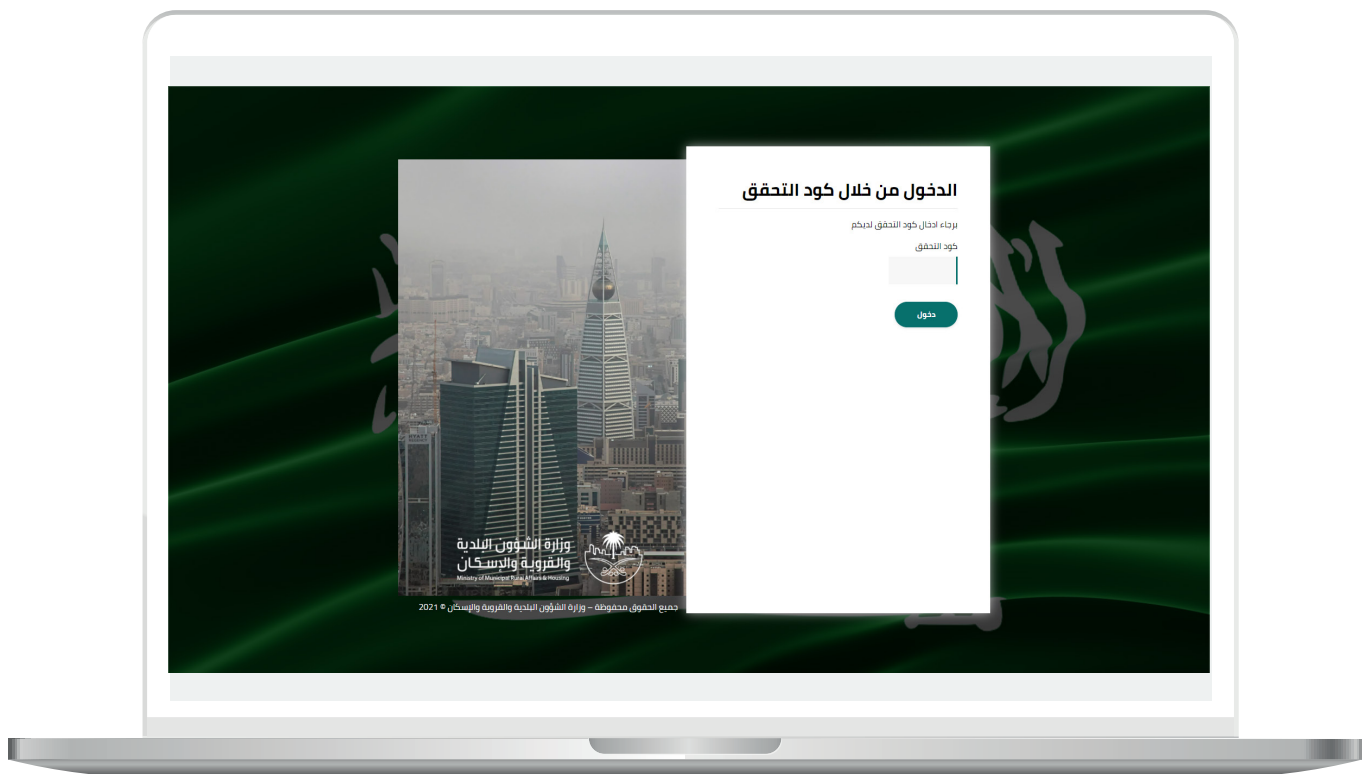 الدخول من خلال كود التحقق
برجاء ادخال كود التحقق لديكم
كود التحقق
دخول
HYATT
وزارة الشؤون البلدية
والقروية والإسكان
Ministry of Municipal Rural Affairs & Housing
جميع الحقوق محفوظة – وزارة الشؤون البلدية والقروية والإسكان © 2021